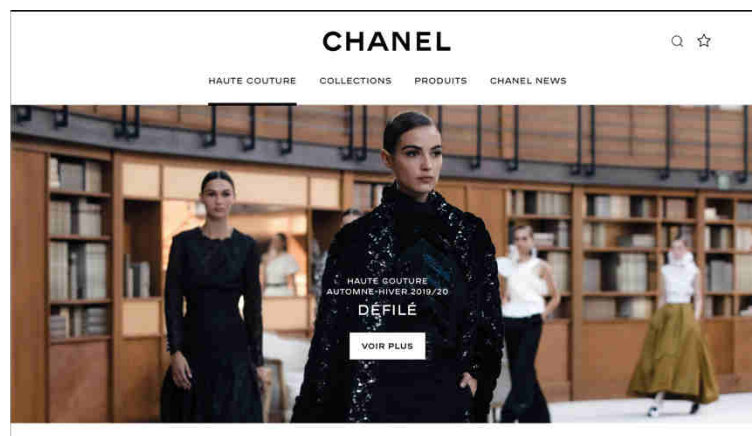 CHANEL
HAUTE COUTURE COLLECTIONS PRODUITS CHANEL NEWS
HAUTE COUTURE
AUTOMNE-HIVER 2019/20
DÉFILÉ
VOIR PLUS